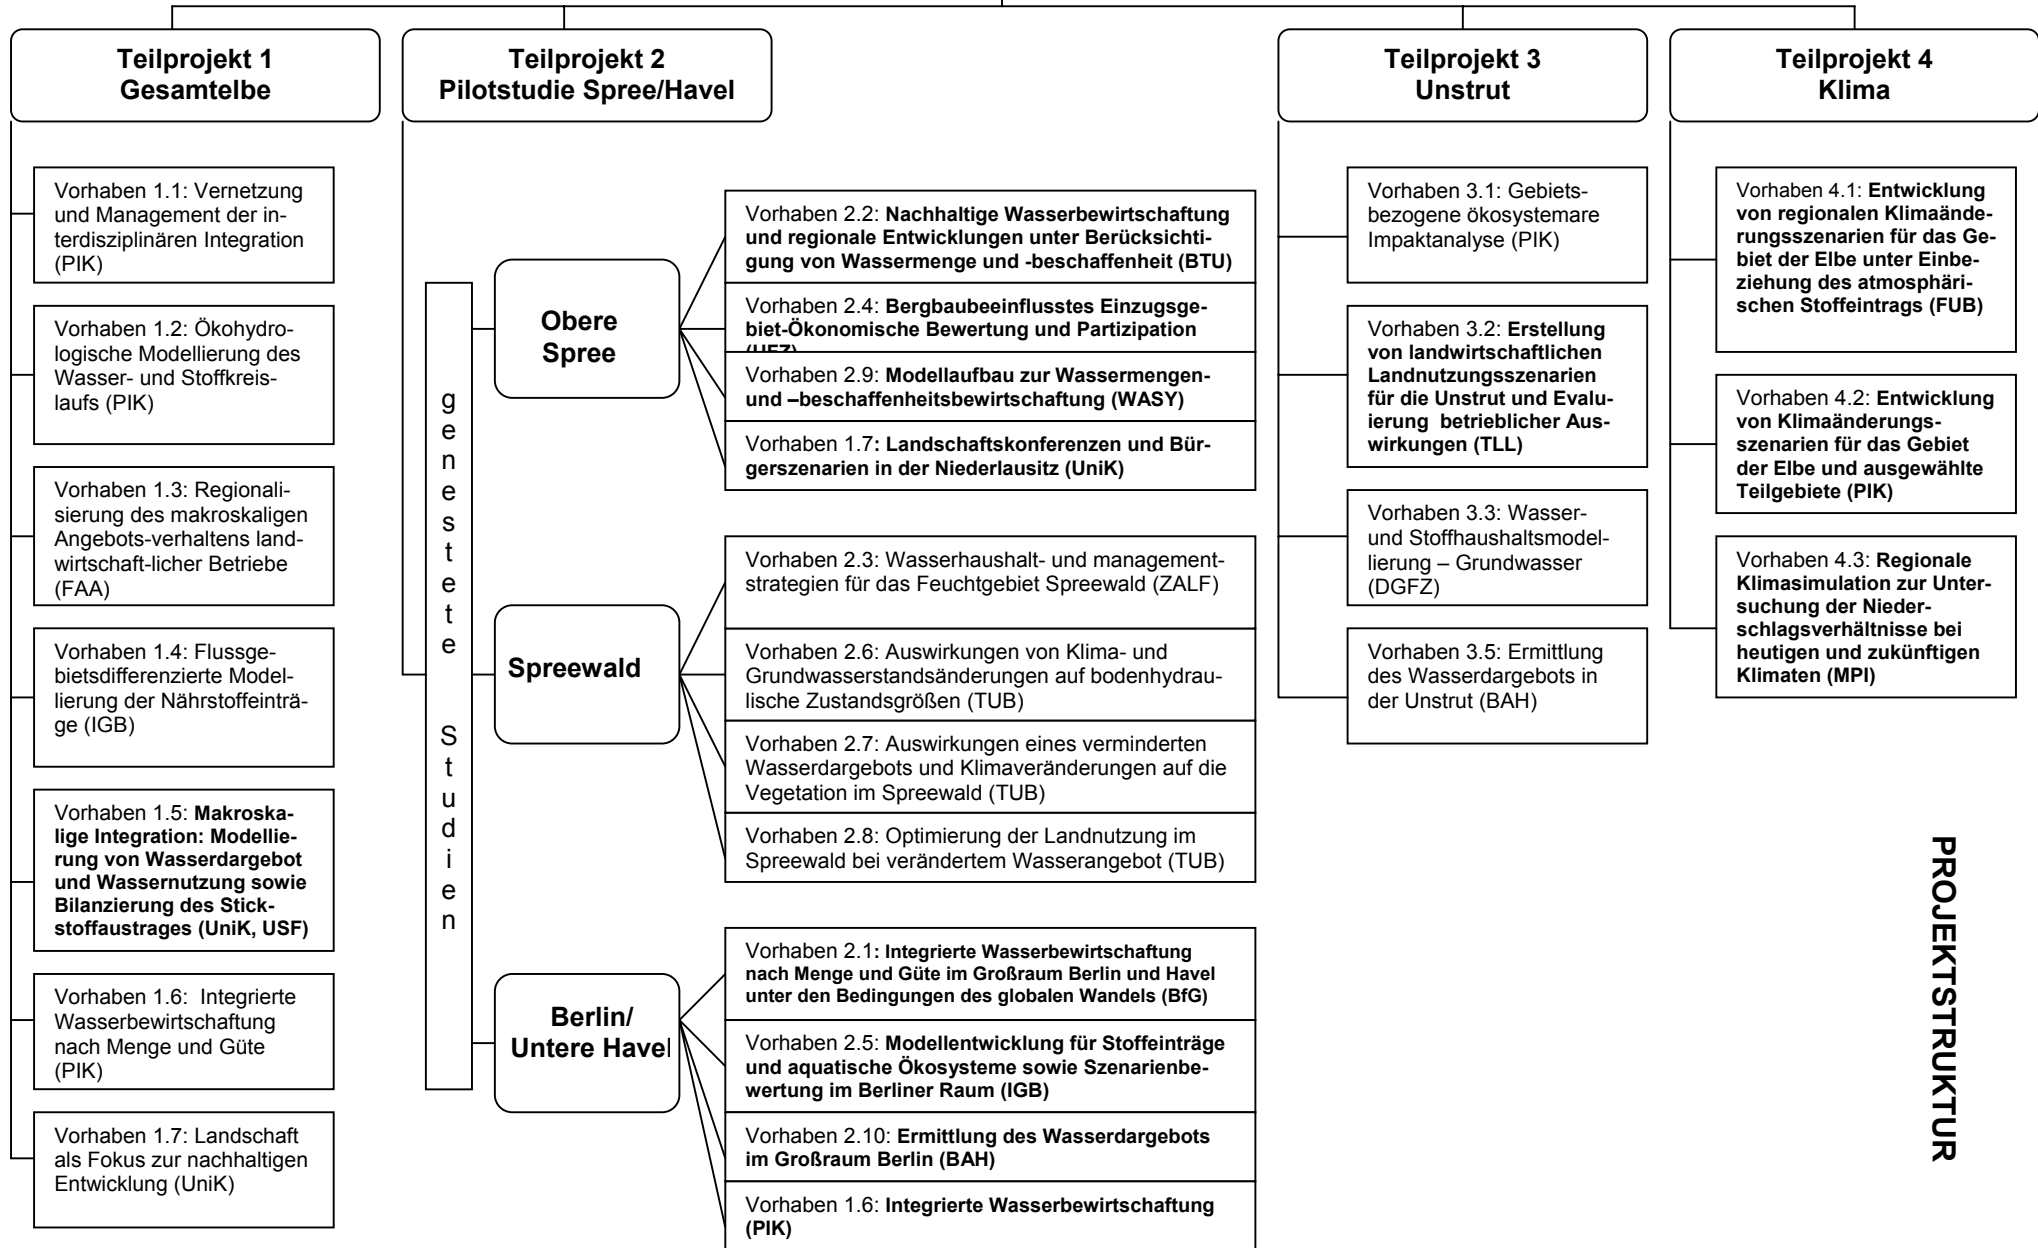 Teilprojekt 1
Gesamtelbe
Vorhaben 1.1: Vernetzung
und Management der in-
terdisziplinären Integration
(PIK)
Vorhaben 1.2: Ökohydro-
logische Modellierung des
Wasser- und Stoffkreis-
laufs (PIK)
Vorhaben 1.3: Regionali-
sierung des makroskaligen
Angebots-verhaltens land-
wirtschaft-licher Betriebe
(FAA)
Vorhaben 1.4: Flussge-
bietsdifferenzierte Model-
lierung der Nährstoffeinträ-
ge (IGB)
Vorhaben 1.5: Makroska-
lige Integration: Modellie-
rung von Wasserdargebot
und Wassernutzung sowie
Bilanzierung des Stick-
stoffaustrages (UniK, USF)
Vorhaben 1.6: Integrierte
Wasserbewirtschaftung
nach Menge und Güte
(PIK)
Vorhaben 1.7: Landschaft
als Fokus zur nachhaltigen
Entwicklung (UniK)
Teilprojekt 2
Pilotstudie Spree/Havel
genestete Studien
Obere
Spree
Vorhaben 2.2: Nachhaltige Wasserbewirtschaftung
und regionale Entwicklungen unter Berücksichti-
gung von Wassermenge und -beschaffenheit (BTU)
Vorhaben 2.4: Bergbaubeeinflusstes Einzugsge-
biet-Ökonomische Bewertung und Partizipation
(UFZ)
Vorhaben 2.9: Modellaufbau zur Wassermengen-
und –beschaffenheitsbewirtschaftung (WASY)
Vorhaben 1.7: Landschaftskonferenzen und Bür-
gerszenarien in der Niederlausitz (UniK)
Spreewald
Vorhaben 2.3: Wasserhaushalt- und management-
strategien für das Feuchtgebiet Spreewald (ZALF)
Vorhaben 2.6: Auswirkungen von Klima- und
Grundwasserstandsänderungen auf bodenhydrau-
lische Zustandsgrößen (TUB)
Vorhaben 2.7: Auswirkungen eines verminderten
Wasserdargebots und Klimaveränderungen auf die
Vegetation im Spreewald (TUB)
Vorhaben 2.8: Optimierung der Landnutzung im
Spreewald bei verändertem Wasserangebot (TUB)
Berlin/
Untere Havel
Vorhaben 2.1: Integrierte Wasserbewirtschaftung
nach Menge und Güte im Großraum Berlin und Havel
unter den Bedingungen des globalen Wandels (BfG)
Vorhaben 2.5: Modellentwicklung für Stoffeinträge
und aquatische Ökosysteme sowie Szenarienbe-
wertung im Berliner Raum (IGB)
Vorhaben 2.10: Ermittlung des Wasserdargebots
im Großraum Berlin (BAH)
Vorhaben 1.6: Integrierte Wasserbewirtschaftung
(PIK)
Teilprojekt 3
Unstrut
Vorhaben 3.1: Gebiets-
bezogene ökosystemare
Impaktanalyse (PIK)
Vorhaben 3.2: Erstellung
von landwirtschaftlichen
Landnutzungsszenarien
für die Unstrut und Evalu-
ierung betrieblicher Aus-
wirkungen (TLL)
Vorhaben 3.3: Wasser-
und Stoffhaushaltsmodel-
lierung – Grundwasser
(DGFZ)
Vorhaben 3.5: Ermittlung
des Wasserdargebots in
der Unstrut (BAH)
Teilprojekt 4
Klima
Vorhaben 4.1: Entwicklung
von regionalen Klimaände-
rungsszenarien für das Ge-
biet der Elbe unter Einbe-
ziehung des atmosphäri-
schen Stoffeintrags (FUB)
Vorhaben 4.2: Entwicklung
von Klimaänderungs-
szenarien für das Gebiet
der Elbe und ausgewählte
Teilgebiete (PIK)
Vorhaben 4.3: Regionale
Klimasimulation zur Unter-
suchung der Nieder-
schlagsverhältnisse bei
heutigen und zukünftigen
Klimaten (MPI)
PROJEKTSTRUKTUR